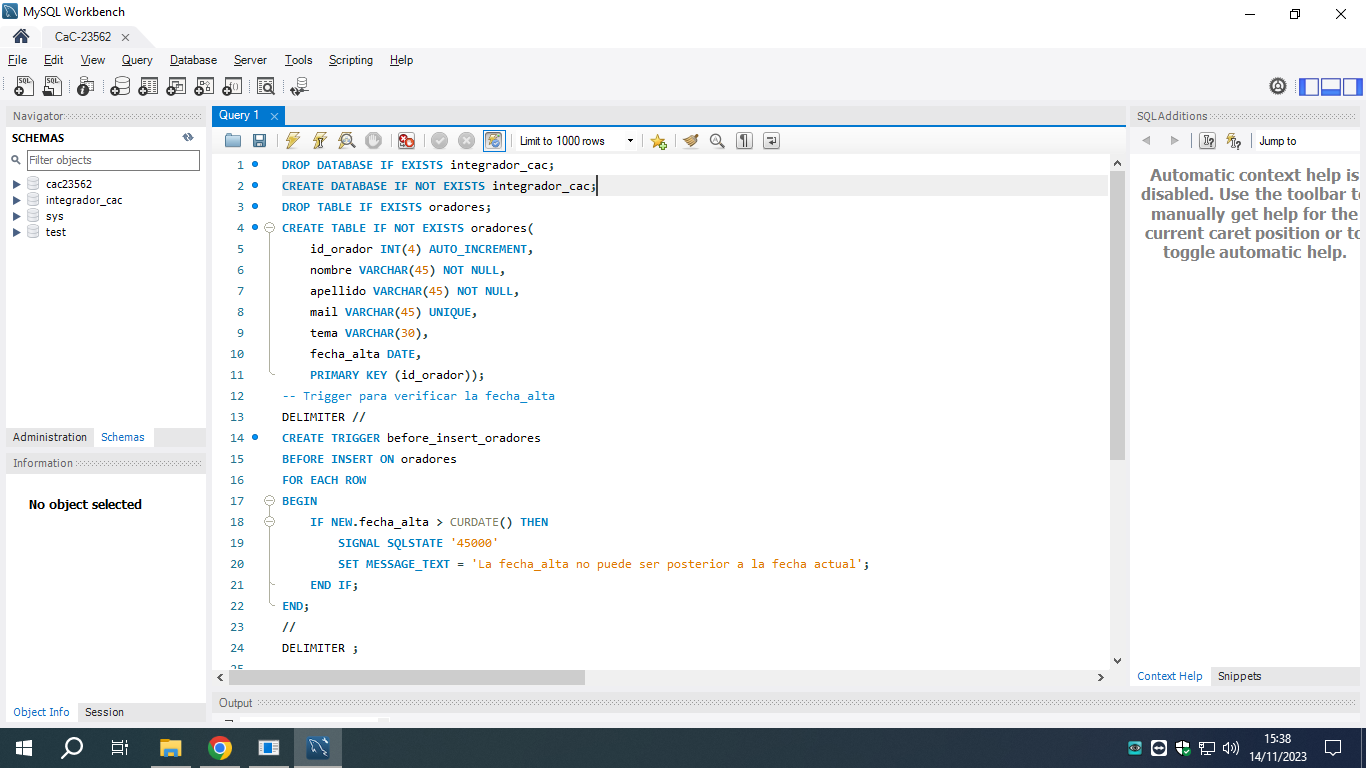 MySQL Workbench
CaC-23562
File Edit View Query Database Server Tools Scripting Help
Navigator
SCHEMAS
Filter objects
cac23562
integrador_cac
sys
test
Administration Schemas
Information
No object selected
Object Info Session
Query 1
Limit to 1000 rows
1 DROP DATABASE IF EXISTS integrador_cac;
2 CREATE DATABASE IF NOT EXISTS integrador_cac;
3 DROP TABLE IF EXISTS oradores;
4 CREATE TABLE IF NOT EXISTS oradores(
5 id_orador INT(4) AUTO_INCREMENT,
6 nombre VARCHAR(45) NOT NULL,
7 apellido VARCHAR(45) NOT NULL,
8 mail VARCHAR(45) UNIQUE,
9 tema VARCHAR(30),
10 fecha_alta DATE,
11 PRIMARY KEY (id_orador));
12 -- Trigger para verificar la fecha_alta
13 DELIMITER //
14 CREATE TRIGGER before_insert_oradores
15 BEFORE INSERT ON oradores
16 FOR EACH ROW
17 BEGIN
18 IF NEW.fecha_alta > CURDATE() THEN
19 SIGNAL SQLSTATE '45000'
20 SET MESSAGE_TEXT = 'La fecha_alta no puede ser posterior a la fecha actual';
21 END IF;
22 END;
23 //
24 DELIMITER ;
25
Output
SQLAdditions
Jump to
Automatic context help is
disabled. Use the toolbar to
manually get help for the
current caret position or to
toggle automatic help.
Context Help Snippets
15:38
14/11/2023